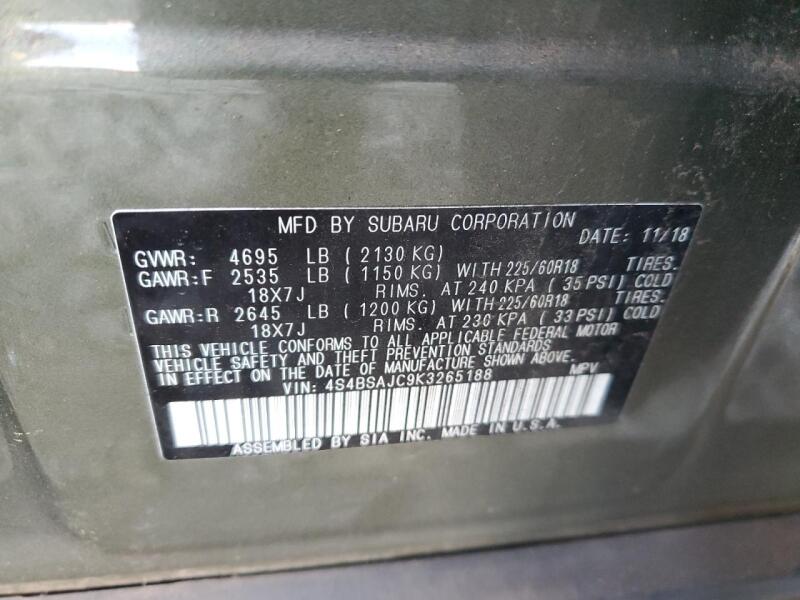 MFD BY SUBARU CORPORATION
DATE: 11/18
GVWR: 4695 LB (2130 KG)
GAWR:F 2535 LB (1150 KG) WITH 225/60R18 TIRES.
18X7J RIMS. AT 240 KPA (35 PSI) COLD
GAWR:R 2645 LB (1200 KG) WITH 225/60R18 TIRES.
18X7J RIMS. AT 230 KPA (33 PSI) COLD
THIS VEHICLE CONFORMS TO ALL APPLICABLE FEDERAL MOTOR
VEHICLE SAFETY AND THEFT PREVENTION STANDARDS
IN EFFECT ON THE DATE OF MANUFACTURE SHOWN ABOVE.
VIN: 4S4BSAJC9K3265188 MPV
ASSEMBLED BY SIA INC. MADE IN U.S.A.